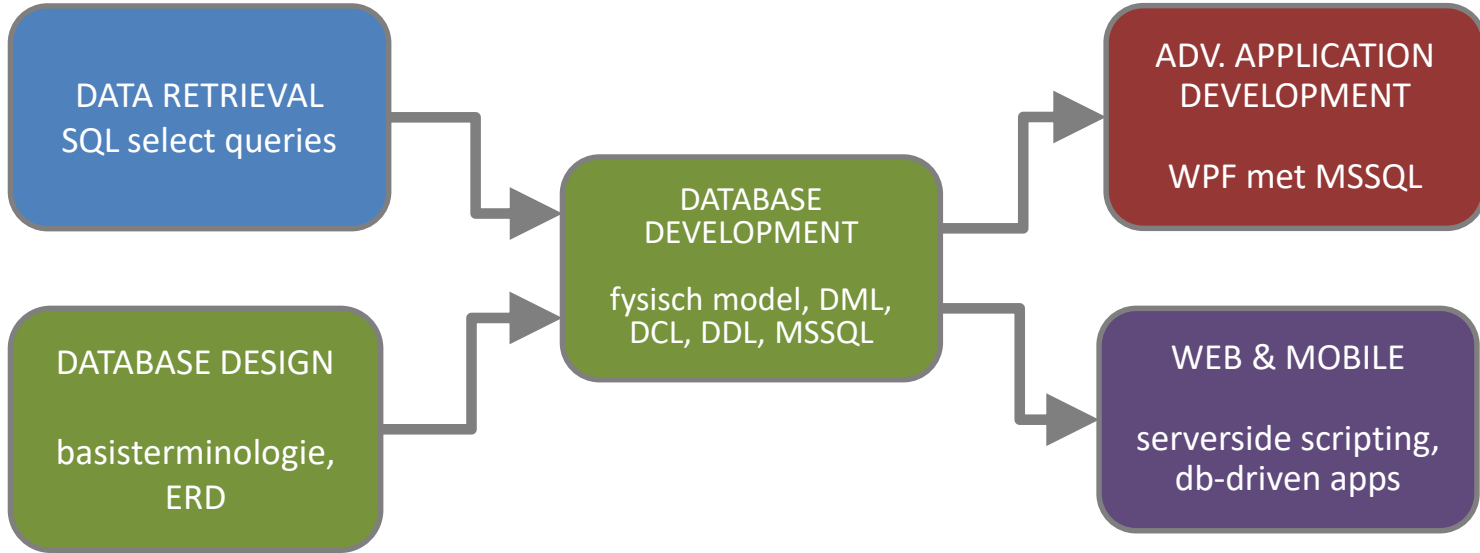 DATA RETRIEVAL
SQL select queries
DATABASE DESIGN
basisterminologie,
ERD
DATABASE
DEVELOPMENT
fysisch model, DML,
DCL, DDL, MSSQL
ADV. APPLICATION
DEVELOPMENT
WPF met MSSQL
WEB & MOBILE
serverside scripting,
db-driven apps